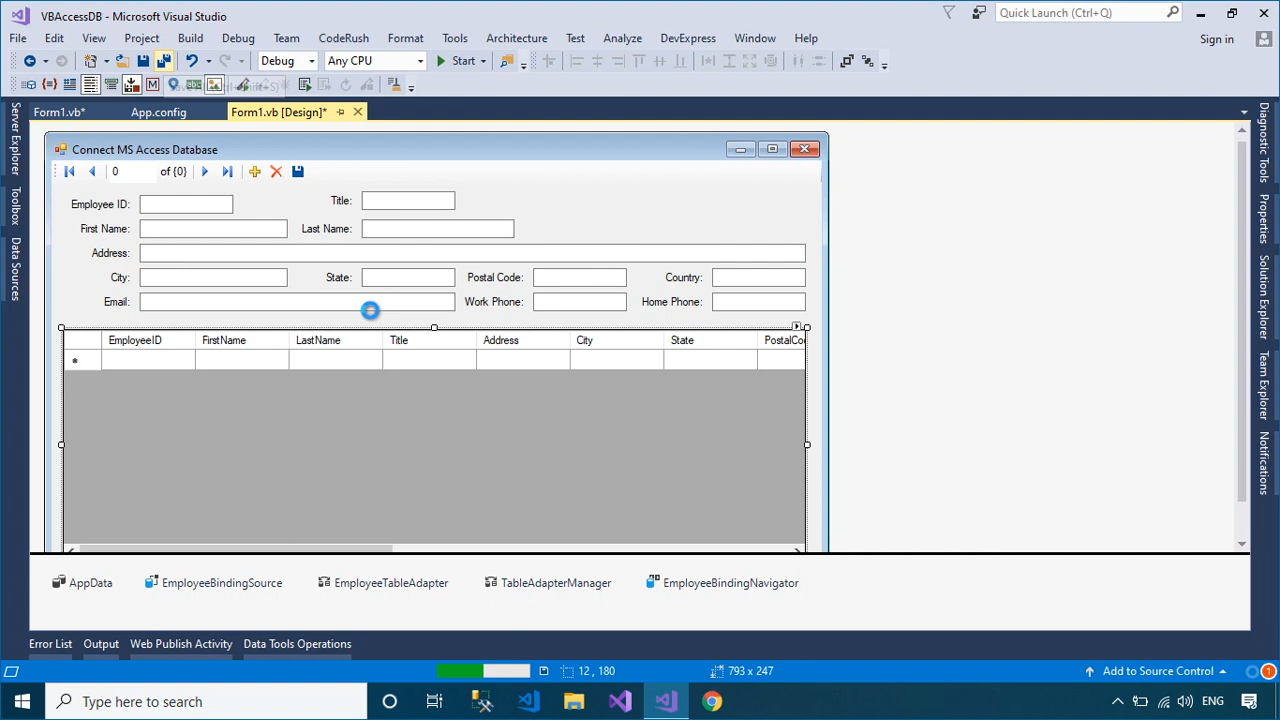 VBAccessDB - Microsoft Visual Studio
Quick Launch (Ctrl+Q)
File Edit View Project Build Debug Team CodeRush Format Tools Architecture Test Analyze DevExpress Window Help
Sign in
Debug Any CPU Start
Form1.vb* App.config Form1.vb [Design]*
Server Explorer
Toolbox
Data Sources
Diagnostic Tools
Properties
Solution Explorer
Team Explorer
Notifications
Connect MS Access Database
0 of {0}
Employee ID: Title:
First Name: Last Name:
Address:
City: State: Postal Code: Country:
Email: Work Phone: Home Phone:
EmployeeID FirstName LastName Title Address City State PostalCo
*
AppData EmployeeBindingSource EmployeeTableAdapter TableAdapterManager EmployeeBindingNavigator
Error List Output Web Publish Activity Data Tools Operations
12 , 180 793 x 247 Add to Source Control 1
Type here to search
ENG